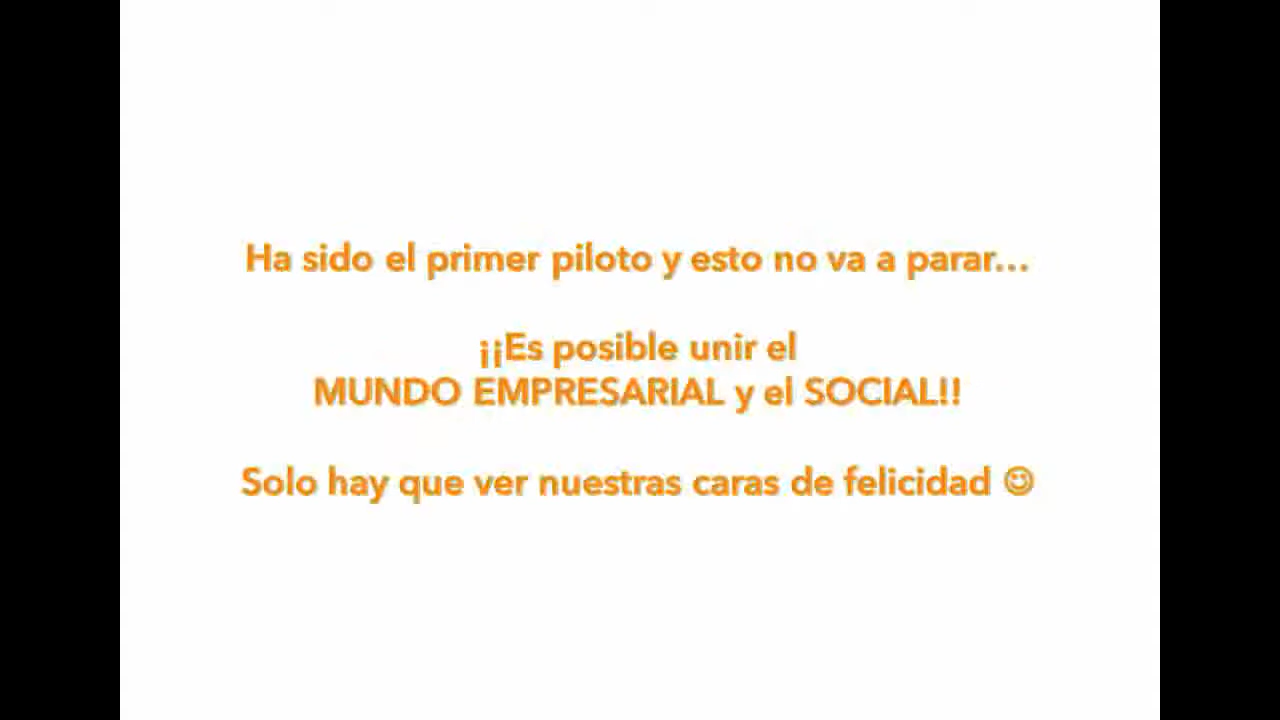 Ha sido el primer piloto y esto no va a parar...
¡¡Es posible unir el
MUNDO EMPRESARIAL y el SOCIAL!!
Solo hay que ver nuestras caras de felicidad ☺